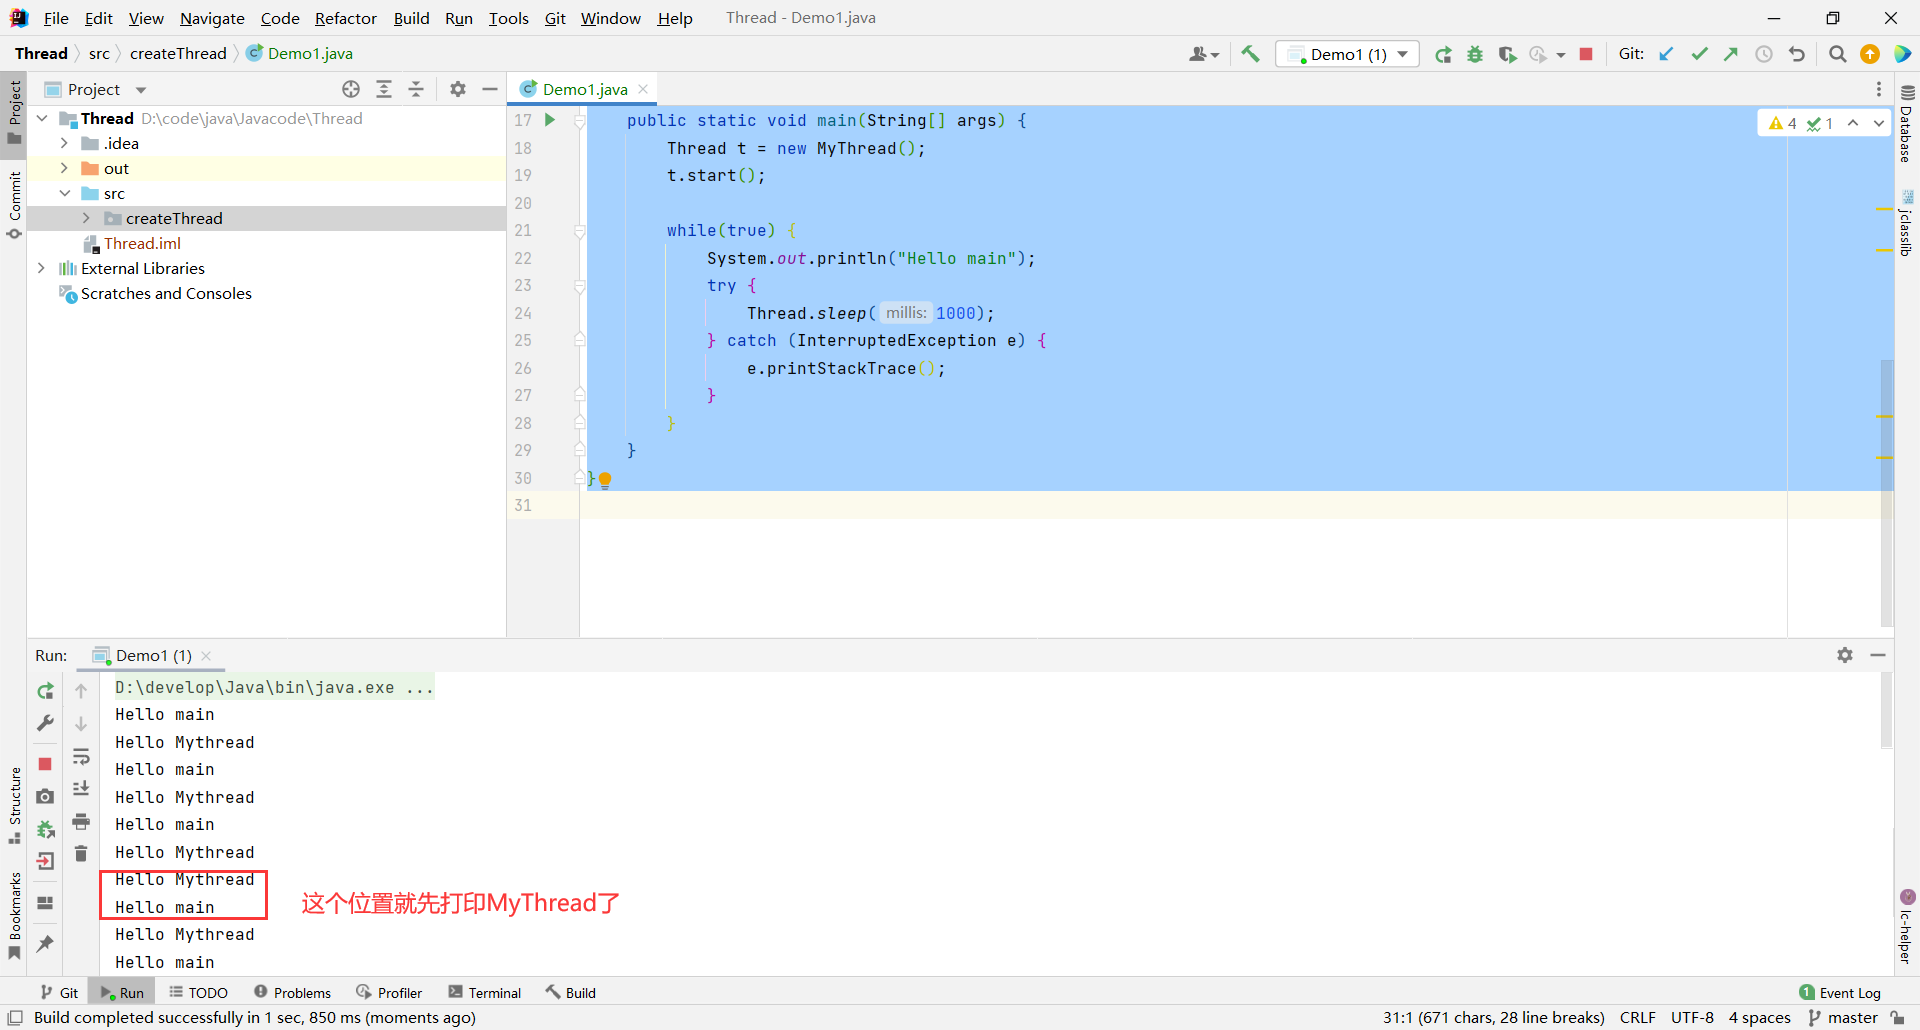 File Edit View Navigate Code Refactor Build Run Tools Git Window Help Thread - Demo1.java
Thread src createThread Demo1.java Demo1 (1) Git:
Project
Demo1.java
Thread D:\code\java\Javacode\Thread
.idea
out
src
createThread
Thread.iml
External Libraries
Scratches and Consoles
17 public static void main(String[] args) {
18 Thread t = new MyThread();
19 t.start();
20
21 while(true) {
22 System.out.println("Hello main");
23 try {
24 Thread.sleep( millis: 1000);
25 } catch (InterruptedException e) {
26 e.printStackTrace();
27 }
28 }
29 }
30 }
31
4 1
Project
Commit
Structure
Bookmarks
Database
jclasslib
lc-helper
Run: Demo1 (1)
D:\develop\Java\bin\java.exe ...
Hello main
Hello Mythread
Hello main
Hello Mythread
Hello main
Hello Mythread
Hello Mythread
Hello main
这个位置就先打印MyThread了
Hello Mythread
Hello main
Git Run TODO Problems Profiler Terminal Build 1 Event Log
Build completed successfully in 1 sec, 850 ms (moments ago) 31:1 (671 chars, 28 line breaks) CRLF UTF-8 4 spaces master